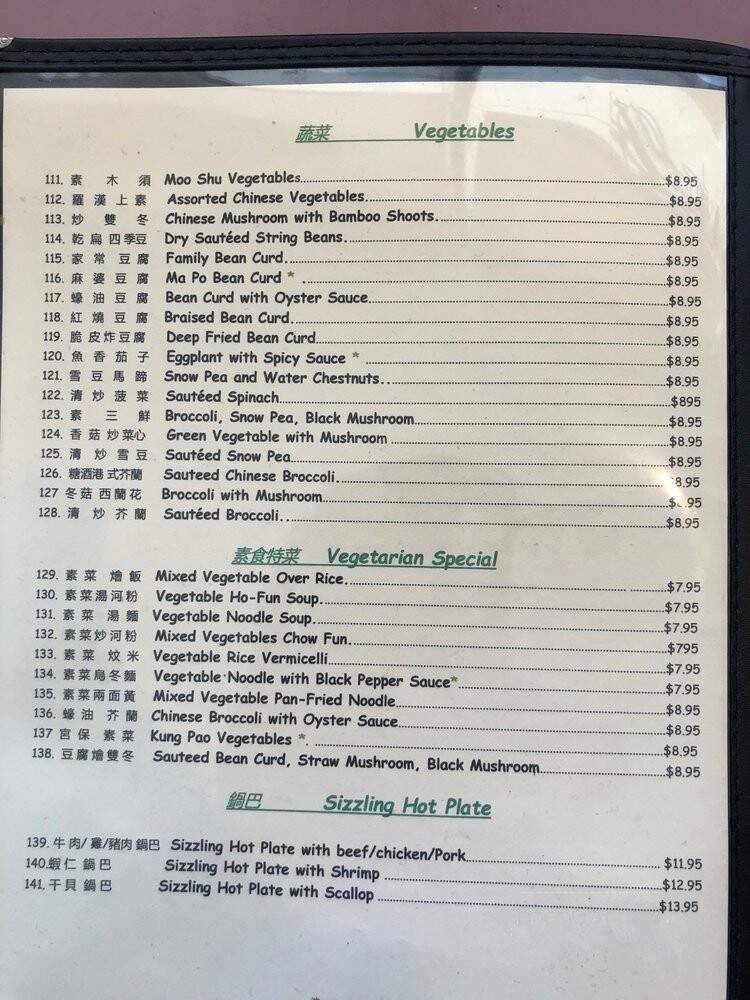 蔬菜 Vegetables
111. 素 木 須 Moo Shu Vegetables $8.95
112. 羅 漢 上 素 Assorted Chinese Vegetables. $8.95
113. 炒 雙 冬 Chinese Mushroom with Bamboo Shoots. $8.95
114. 乾 扁 四季豆 Dry Sautéed String Beans. $8.95
115. 家 常 豆 腐 Family Bean Curd. $8.95
116. 麻 婆 豆 腐 Ma Po Bean Curd * $8.95
117. 蠔 油 豆 腐 Bean Curd with Oyster Sauce $8.95
118. 紅 燒 豆 腐 Braised Bean Curd. $8.95
119. 脆 皮炸豆腐 Deep Fried Bean Curd $8.95
120. 魚 香 茄 子 Eggplant with Spicy Sauce * $8.95
121. 雪 豆 馬 蹄 Snow Pea and Water Chestnuts.. $8.95
122. 清 炒 菠 菜 Sautéed Spinach $895
123. 素 三 鮮 Broccoli, Snow Pea, Black Mushroom $8.95
124. 香 菇 炒菜心 Green Vegetable with Mushroom $8.95
125. 清 炒 雪 豆 Sautéed Snow Pea $8.95
126. 糖酒港 式芥蘭 Sauteed Chinese Broccoli. 8.95
127 冬菇 西蘭花 Broccoli with Mushroom $8.95
128. 清 炒 芥 蘭 Sautéed Broccoli.. $8.95
素食特菜 Vegetarian Special
129. 素 菜 燴 飯 Mixed Vegetable Over Rice. $7.95
130. 素菜湯河粉 Vegetable Ho-Fun Soup $7.95
131. 素 菜 湯 麵 Vegetable Noodle Soup. $7.95
132. 素菜炒河粉 Mixed Vegetables Chow Fun. $795
133. 素 菜 炆 米 Vegetable Rice Vermicelli $7.95
134. 素菜烏冬麵 Vegetable Noodle with Black Pepper Sauce* $7.95
135. 素菜兩面黃 Mixed Vegetable Pan-Fried Noodle $8.95
136. 蠔 油 芥 蘭 Chinese Broccoli with Oyster Sauce $8.95
137 宮 保 素 菜 Kung Pao Vegetables *. $8.95
138. 豆腐燴雙冬 Sauteed Bean Curd, Straw Mushroom, Black Mushroom $8.95
鍋巴 Sizzling Hot Plate
139. 牛 肉/ 雞/豬肉 鍋巴 Sizzling Hot Plate with beef/chicken/Pork $11.95
140.蝦仁 鍋 巴 Sizzling Hot Plate with Shrimp $12.95
141. 干貝 鍋巴 Sizzling Hot Plate with Scallop $13.95